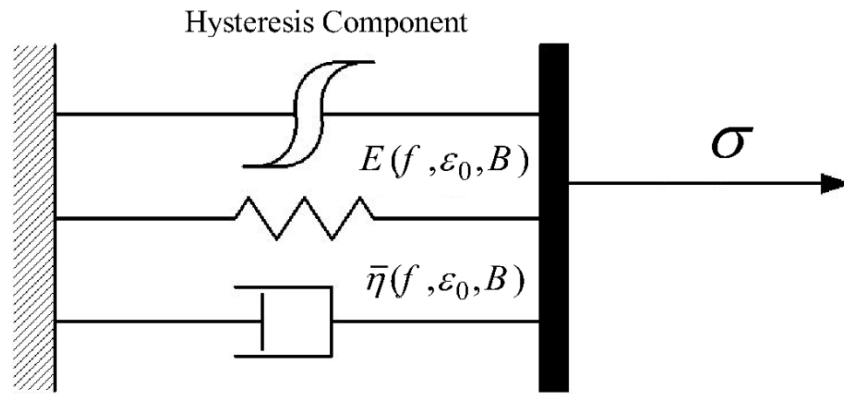 Hysteresis Component
E(f,ε₀,B)
σ
η̄(f,ε₀,B)